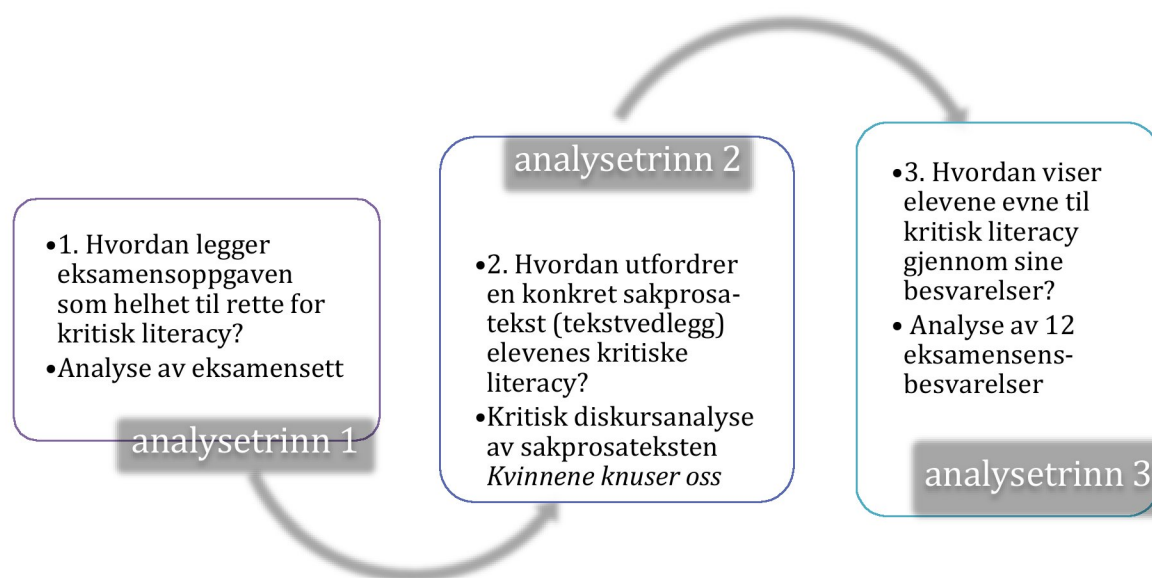 •1. Hvordan legger
eksamensoppgaven
som helhet til rette for
kritisk literacy?
•Analyse av eksamensett
analysetrinn 1
analysetrinn 2
•2. Hvordan utfordrer
en konkret sakprosa-
tekst (tekstvedlegg)
elevenes kritiske
literacy?
•Kritisk diskursanalyse
av sakprosateksten
Kvinnene knuser oss
•3. Hvordan viser
elevene evne til
kritisk literacy
gjennom sine
besvarelser?
• Analyse av 12
eksamensens-
besvarelser
analysetrinn 3